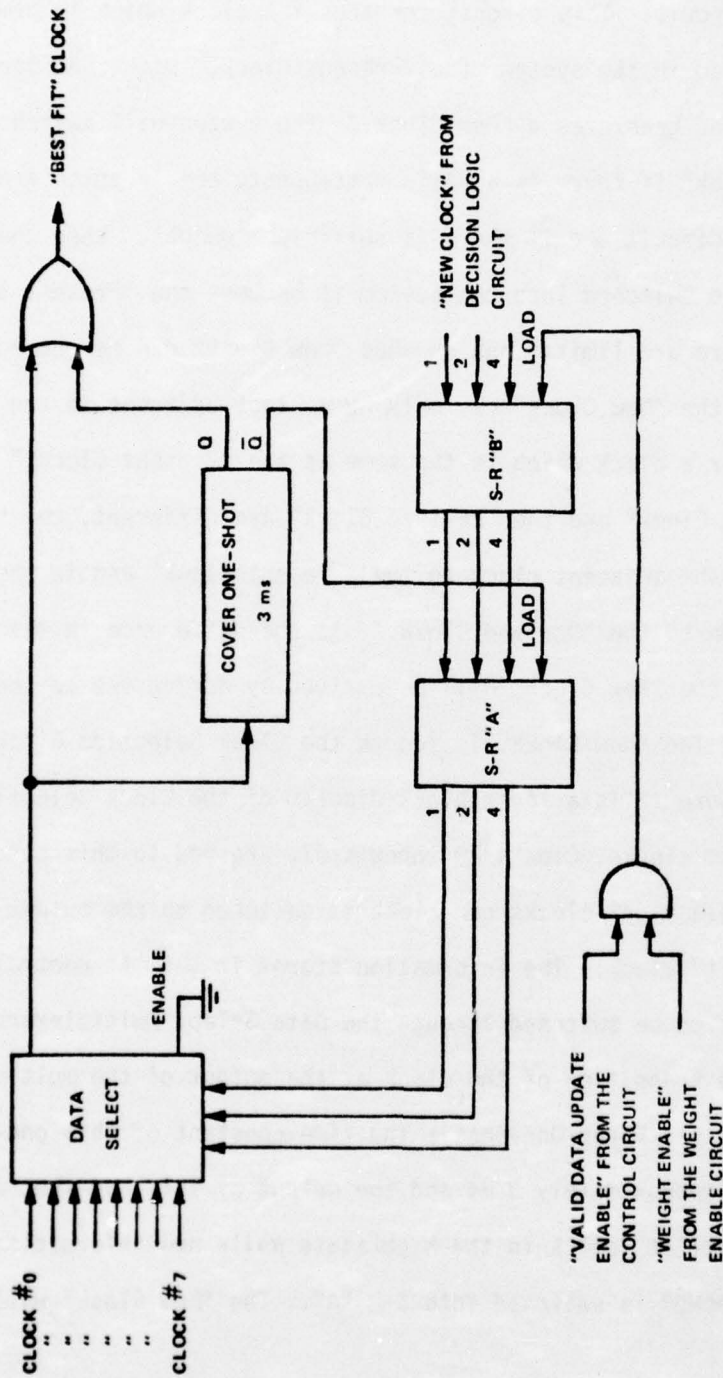 CLOCK #0
"
"
"
"
"
"
CLOCK #7
DATA
SELECT
ENABLE
"BEST FIT" CLOCK
COVER ONE-SHOT
3 ms
Q
Q̄
1
2
4
S-R "A"
1
2
4
LOAD
S-R "B"
1
2
4
LOAD
"NEW CLOCK" FROM
DECISION LOGIC
CIRCUIT
"VALID DATA UPDATE
ENABLE" FROM THE
CONTROL CIRCUIT
"WEIGHT ENABLE"
FROM THE WEIGHT
ENABLE CIRCUIT